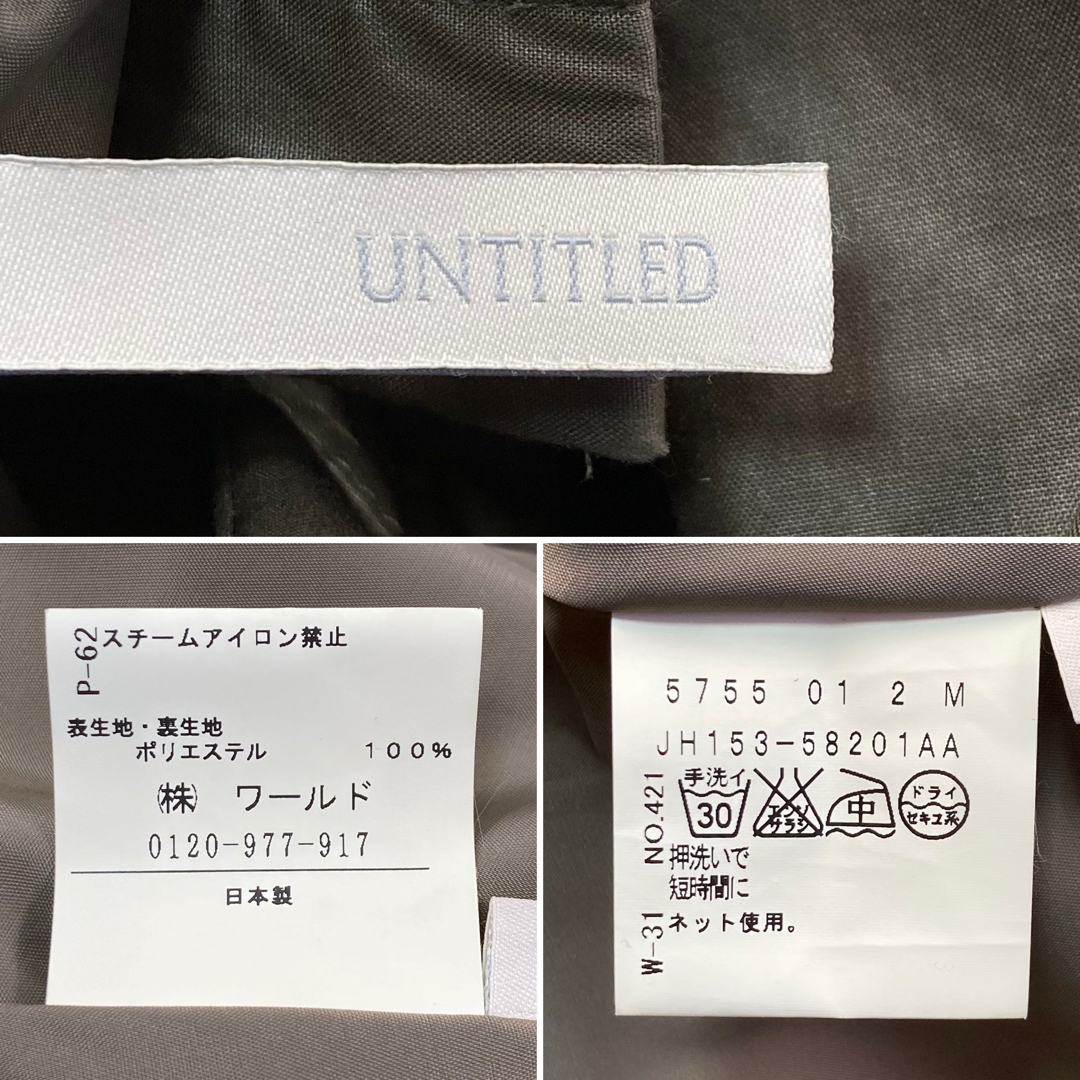 UNTITLED
P-62
スチームアイロン禁止
表生地・裏生地
ポリエステル 100%
㈱ ワールド
0120-977-917
日本製
5755 01 2 M
JH153-58201AA
手洗イ
30
エンソ
サラシ
中
ドライ
セキユ系
NO.421
押洗いで
短時間に
W-31
ネット使用。